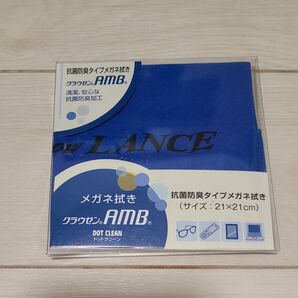 抗菌防臭タイプメガネ拭き
クラウゼン®AMB®
清潔、安心な
抗菌防臭加工
ow LANCE
メガネ拭き
クラウゼン®AMB®
DOT CLEAN
ドットクリーン
抗菌防臭タイプメガネ拭き
(サイズ:21×21cm)